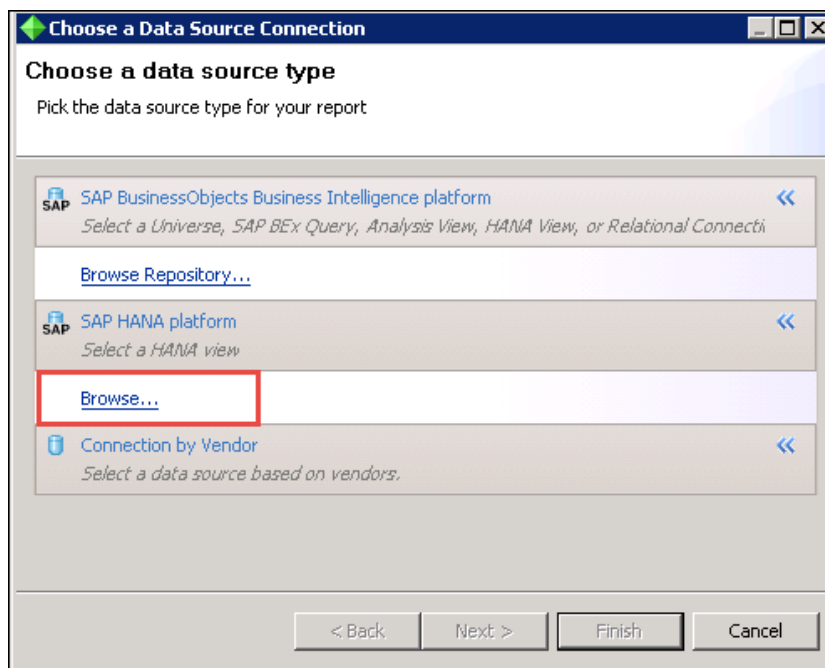 Choose a Data Source Connection
Choose a data source type
Pick the data source type for your report
SAP SAP BusinessObjects Business Intelligence platform
Select a Universe, SAP BEx Query, Analysis View, HANA View, or Relational Connecti
Browse Repository...
SAP SAP HANA platform
Select a HANA view
Browse...
Connection by Vendor
Select a data source based on vendors.
< Back Next > Finish Cancel